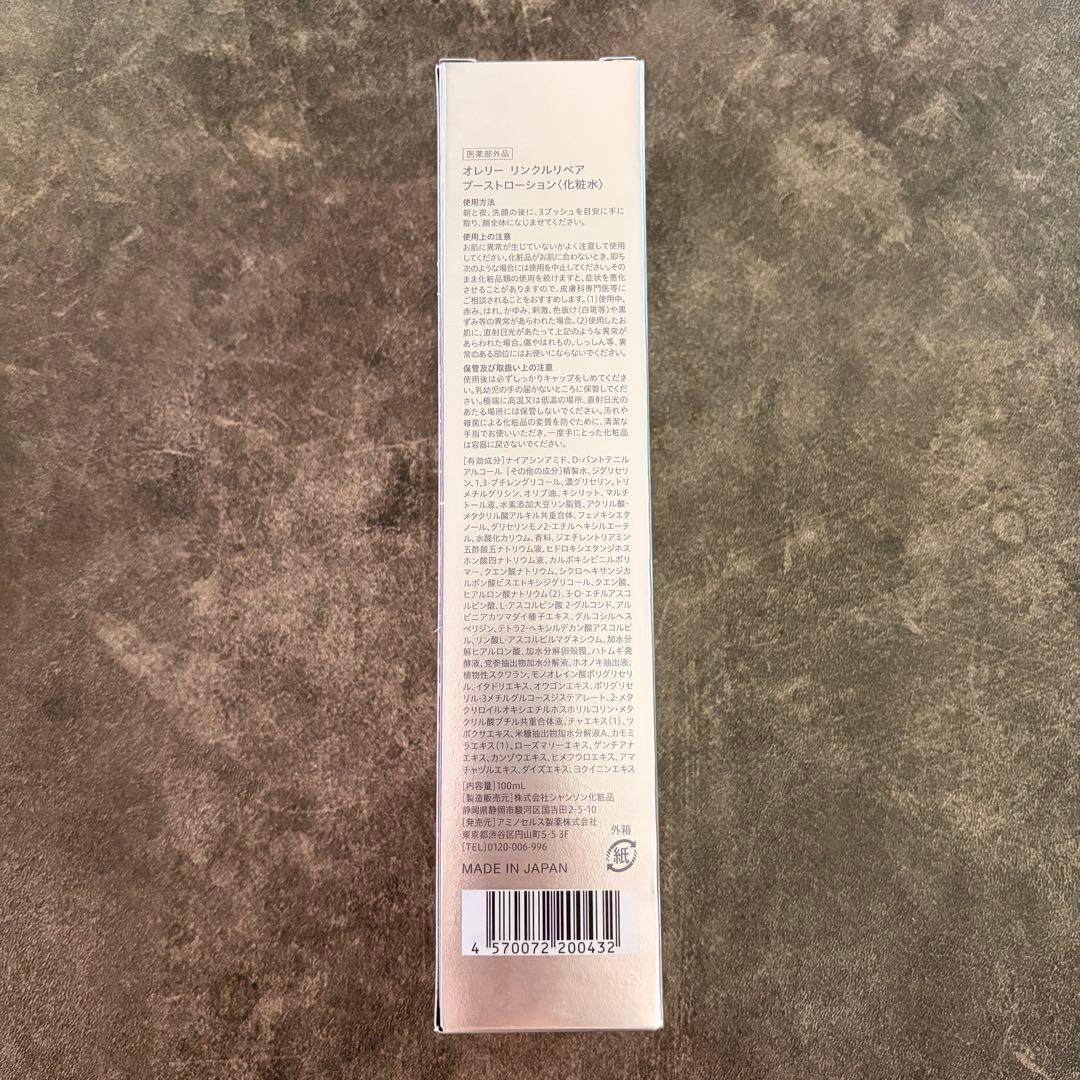 医薬部外品
オレリー リンクルリペア
ブーストローション〈化粧水〉
使用方法
朝と夜、洗顔の後に、3プッシュを目安に手に
取り、顔全体になじませてください。
使用上の注意
お肌に異常が生じていないかよく注意して使用
してください。化粧品がお肌に合わないとき、即ち
次のような場合には使用を中止してください。その
まま化粧品類の使用を続けますと、症状を悪化
させることがありますので、皮膚科専門医等に
ご相談されることをおすすめします。(1)使用中、
赤み、はれ、かゆみ、刺激、色抜け(白斑等)や黒
ずみ等の異常があらわれた場合。(2)使用したお
肌に、直射日光があたって上記のような異常が
あらわれた場合。傷やはれもの、しっしん等、異
常のある部位にはお使いにならないでください。
保管及び取扱い上の注意
使用後は必ずしっかりキャップをしめてくださ
い。乳幼児の手の届かないところに保管してくだ
さい。極端に高温又は低温の場所、直射日光の
あたる場所には保管しないでください。汚れや
雑菌による化粧品の変質を防ぐために、清潔な
手指でお使いいただき、一度手にとった化粧品
は容器に戻さないでください。
[有効成分]ナイアシンアミド、D-パントテニル
アルコール [その他の成分]精製水、ジグリセリ
ン、1,3-ブチレングリコール、濃グリセリン、トリ
メチルグリシン、オリブ油、キシリット、マルチ
トール液、水素添加大豆リン脂質、アクリル酸・
メタクリル酸アルキル共重合体、フェノキシエタ
ノール、グリセリンモノ2-エチルヘキシルエーテ
ル、水酸化カリウム、香料、ジエチレントリアミン
五酢酸五ナトリウム液、ヒドロキシエタンジホス
ホン酸四ナトリウム液、カルボキシビニルポリ
マー、クエン酸ナトリウム、シクロヘキサンジカ
ルボン酸ビスエトキシジグリコール、クエン酸、
ヒアルロン酸ナトリウム(2)、3-O-エチルアスコ
ルビン酸、L-アスコルビン酸 2-グルコシド、アル
ピニアカツマダイ種子エキス、グルコシルヘス
ペリジン、テトラ2-ヘキシルデカン酸アスコルビ
ル、リン酸L-アスコルビルマグネシウム、加水分
解ヒアルロン酸、加水分解卵殻膜、ハトムギ発
酵液、党参抽出物加水分解液、ホオノキ抽出液、
植物性スクワラン、モノオレイン酸ポリグリセリ
ル、イタドリエキス、オウゴンエキス、ポリグリセ
リル-3メチルグルコースジステアレート、2-メタ
クリロイルオキシエチルホスホリルコリン・メタ
クリル酸ブチル共重合体液、チャエキス(1)、ツ
ボクサエキス、米糠抽出物加水分解液A、カモミ
ラエキス(1)、ローズマリーエキス、ゲンチアナ
エキス、カンゾウエキス、ヒメフウロエキス、アマ
チャヅルエキス、ダイズエキス、ヨクイニンエキス
[内容量]100mL
[製造販売元]株式会社シャンソン化粧品
静岡県静岡市駿河区国吉田2-5-10
[発売元]アミノセルス製薬株式会社
東京都渋谷区円山町5-5 3F
[TEL]0120-006-996
外箱
紙
MADE IN JAPAN
4 570072 200432